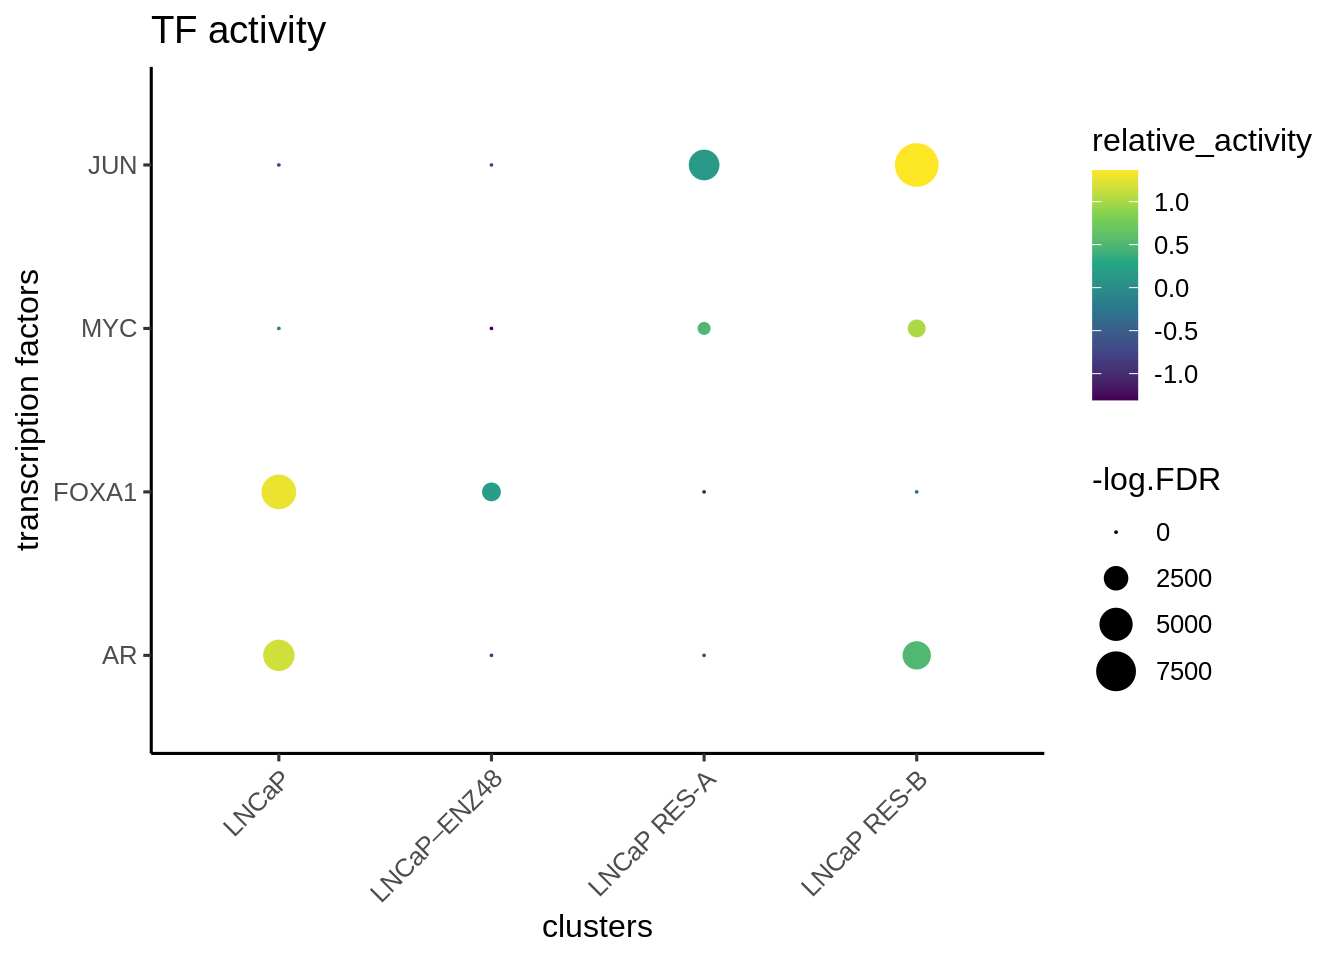 TF activity
transcription factors
JUN
MYC
FOXA1
AR
LNCaP
LNCaP–ENZ48
LNCaP RES-A
LNCaP RES-B
clusters
relative_activity
1.0
0.5
0.0
-0.5
-1.0
-log.FDR
0
2500
5000
7500